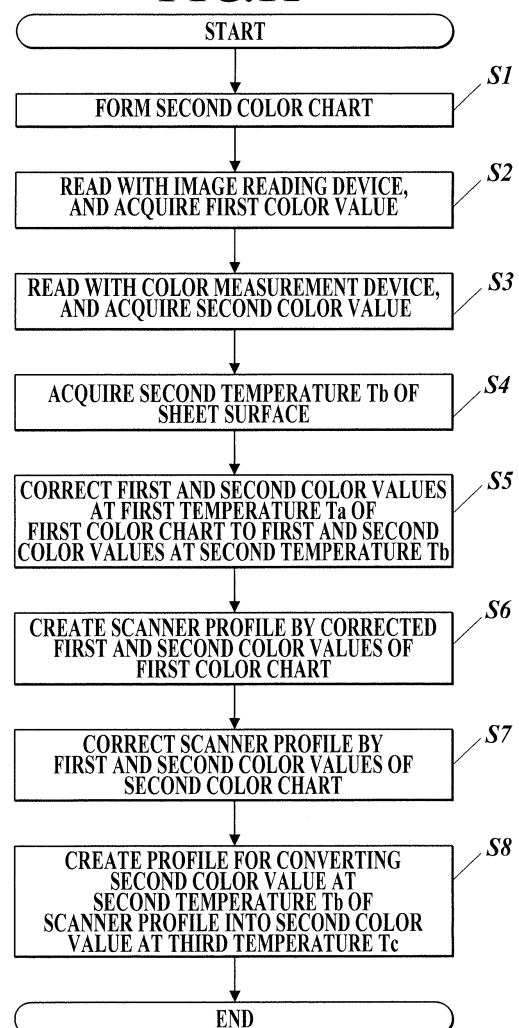 START
S1
FORM SECOND COLOR CHART
S2
READ WITH IMAGE READING DEVICE,
AND ACQUIRE FIRST COLOR VALUE
S3
READ WITH COLOR MEASUREMENT DEVICE,
AND ACQUIRE SECOND COLOR VALUE
S4
ACQUIRE SECOND TEMPERATURE Tb OF
SHEET SURFACE
S5
CORRECT FIRST AND SECOND COLOR VALUES
AT FIRST TEMPERATURE Ta OF
FIRST COLOR CHART TO FIRST AND SECOND
COLOR VALUES AT SECOND TEMPERATURE Tb
S6
CREATE SCANNER PROFILE BY CORRECTED
FIRST AND SECOND COLOR VALUES OF
FIRST COLOR CHART
S7
CORRECT SCANNER PROFILE BY
FIRST AND SECOND COLOR VALUES OF
SECOND COLOR CHART
S8
CREATE PROFILE FOR CONVERTING
SECOND COLOR VALUE AT
SECOND TEMPERATURE Tb OF
SCANNER PROFILE INTO SECOND COLOR
VALUE AT THIRD TEMPERATURE Tc
END